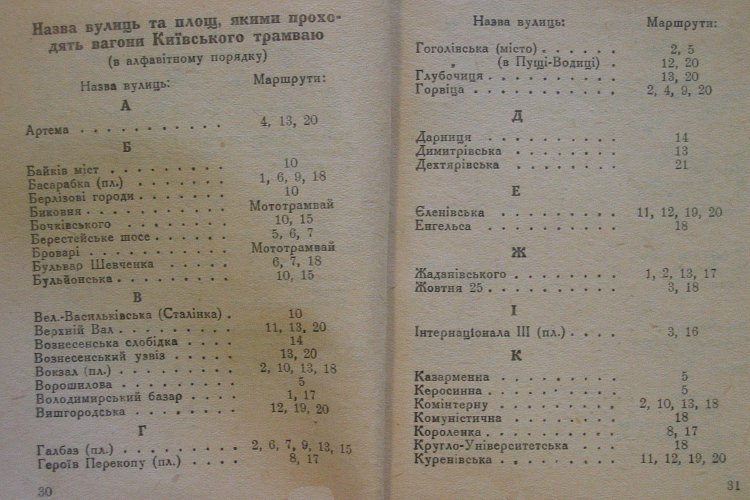 Назва вулиць та площ, якими прохо-
дять вагони Київського трамваю
(в алфавітному порядку)
Назва вулиць: Маршрути:
А
Артема . . . . . . . . . . . 4, 13, 20
Б
Байків міст . . . . . . . . . 10
Басарабка (пл.) . . . . . . . 1, 6, 9, 18
Берлізові городи . . . . . . . 10
Биковня . . . . . . . . . . . Мототрамвай
Бочківського . . . . . . . . . 10, 15
Берестейське шосе . . . . . . 5, 6, 7
Броварі . . . . . . . . . . . Мототрамвай
Бульвар Шевченка . . . . . 6, 7, 18
Бульйонська . . . . . . . . . 10, 15
В
Вел.-Васильківська (Сталінка) . 10
Верхній Вал . . . . . . . . . 11, 13, 20
Вознесенська слобідка . . . . 14
Вознесенський узвіз . . . . . 13, 20
Вокзал (пл.) . . . . . . . . . 2, 10, 13, 18
Ворошилова . . . . . . . . . 5
Володимирський базар . . . . 1, 17
Вишгородська . . . . . . . . 12, 19, 20
Г
Галбаз (пл.) . . . . . . . . . 2, 6, 7, 9, 13, 15
Героїв Перекопу (пл.) . . . . 8, 17
30
Назва вулиць: Маршрути:
Гоголівська (місто) . . . . . . 2, 5
„ (в Пущі-Водиці) . 12, 20
Глубочиця . . . . . . . . . . 13, 20
Горвіца . . . . . . . . . . . 2, 4, 9, 20
Д
Дарниця . . . . . . . . . . 14
Димитрівська . . . . . . . . 13
Дехтярівська . . . . . . . . 21
Е
Єленівська . . . . . . . . . 11, 12, 19, 20
Енгельса . . . . . . . . . . 18
Ж
Жаданівського . . . . . . . . 1, 2, 13, 17
Жовтня 25 . . . . . . . . . . 3, 18
І
Інтернаціонала III (пл.) . . . . 3, 16
К
Казарменна . . . . . . . . . 5
Керосинна . . . . . . . . . . 5
Комінтерну . . . . . . . . . 2, 10, 13, 18
Комуністична . . . . . . . . 18
Короленка . . . . . . . . . . 8, 17
Кругло-Університетська . . . 18
Куренівська . . . . . . . . . 11, 12, 19, 20
31